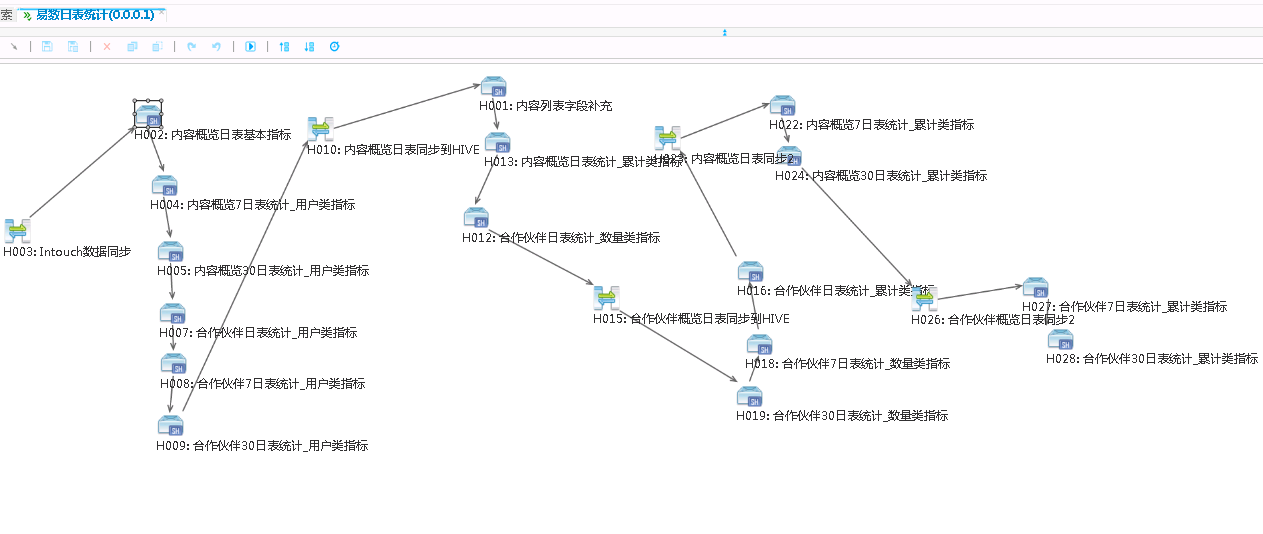 索
易数日表统计(0.0.0.1)
H002: 内容概览日表基本指标
H004: 内容概览7日表统计_用户类指标
H003: Intouch数据同步
H005: 内容概览30日表统计_用户类指标
H007: 合作伙伴日表统计_用户类指标
H008: 合作伙伴7日表统计_用户类指标
H009: 合作伙伴30日表统计_用户类指标
H010: 内容概览日表同步到HIVE
H001: 内容列表字段补充
H013: 内容概览日表统计_累计类指标
H012: 合作伙伴日表统计_数量类指标
H015: 合作伙伴概览日表同步到HIVE
H019: 合作伙伴30日表统计_数量类指标
H018: 合作伙伴7日表统计_数量类指标
H016: 合作伙伴日表统计_累计类指标
内容概览日表同步2
H022: 内容概览7日表统计_累计类指标
H024: 内容概览30日表统计_累计类指标
H026: 合作伙伴概览日表同步2
H027: 合作伙伴7日表统计_累计类指标
H028: 合作伙伴30日表统计_累计类指标